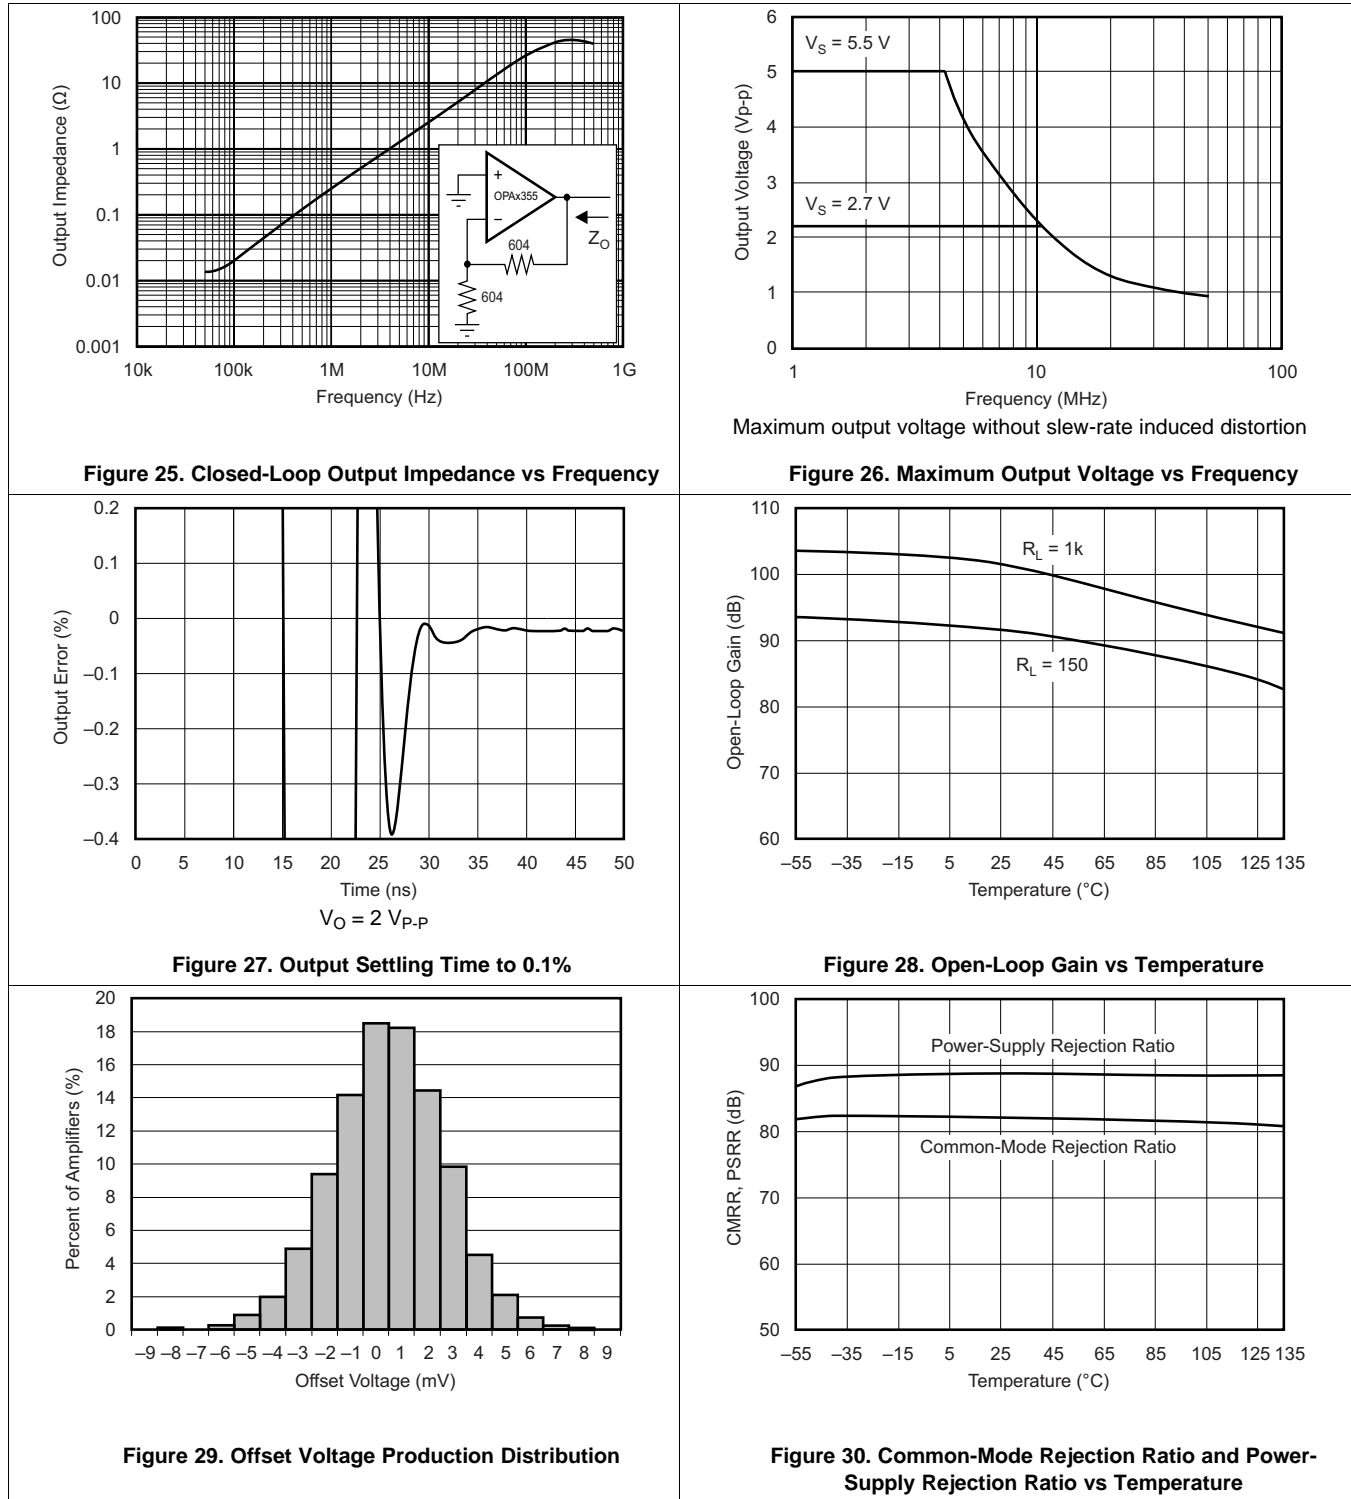 100
10
1
0.1
0.01
0.001
Output Impedance (Ω)
+
OPAx355
–
604
604
ZO
10k 100k 1M 10M 100M 1G
Frequency (Hz)
Figure 25. Closed-Loop Output Impedance vs Frequency
6
5
4
3
2
1
0
Output Voltage (Vp-p)
VS = 5.5 V
VS = 2.7 V
1 10 100
Frequency (MHz)
Maximum output voltage without slew-rate induced distortion
Figure 26. Maximum Output Voltage vs Frequency
0.2
0.1
0
–0.1
–0.2
–0.3
–0.4
Output Error (%)
0 5 10 15 20 25 30 35 40 45 50
Time (ns)
VO = 2 VP-P
Figure 27. Output Settling Time to 0.1%
110
100
90
80
70
60
Open-Loop Gain (dB)
RL = 1k
RL = 150
–55 –35 –15 5 25 45 65 85 105 125 135
Temperature (°C)
Figure 28. Open-Loop Gain vs Temperature
20
18
16
14
12
10
8
6
4
2
0
Percent of Amplifiers (%)
–9 –8 –7 –6 –5 –4 –3 –2 –1 0 1 2 3 4 5 6 7 8 9
Offset Voltage (mV)
Figure 29. Offset Voltage Production Distribution
100
90
80
70
60
50
CMRR, PSRR (dB)
Power-Supply Rejection Ratio
Common-Mode Rejection Ratio
–55 –35 –15 5 25 45 65 85 105 125 135
Temperature (°C)
Figure 30. Common-Mode Rejection Ratio and Power-
Supply Rejection Ratio vs Temperature